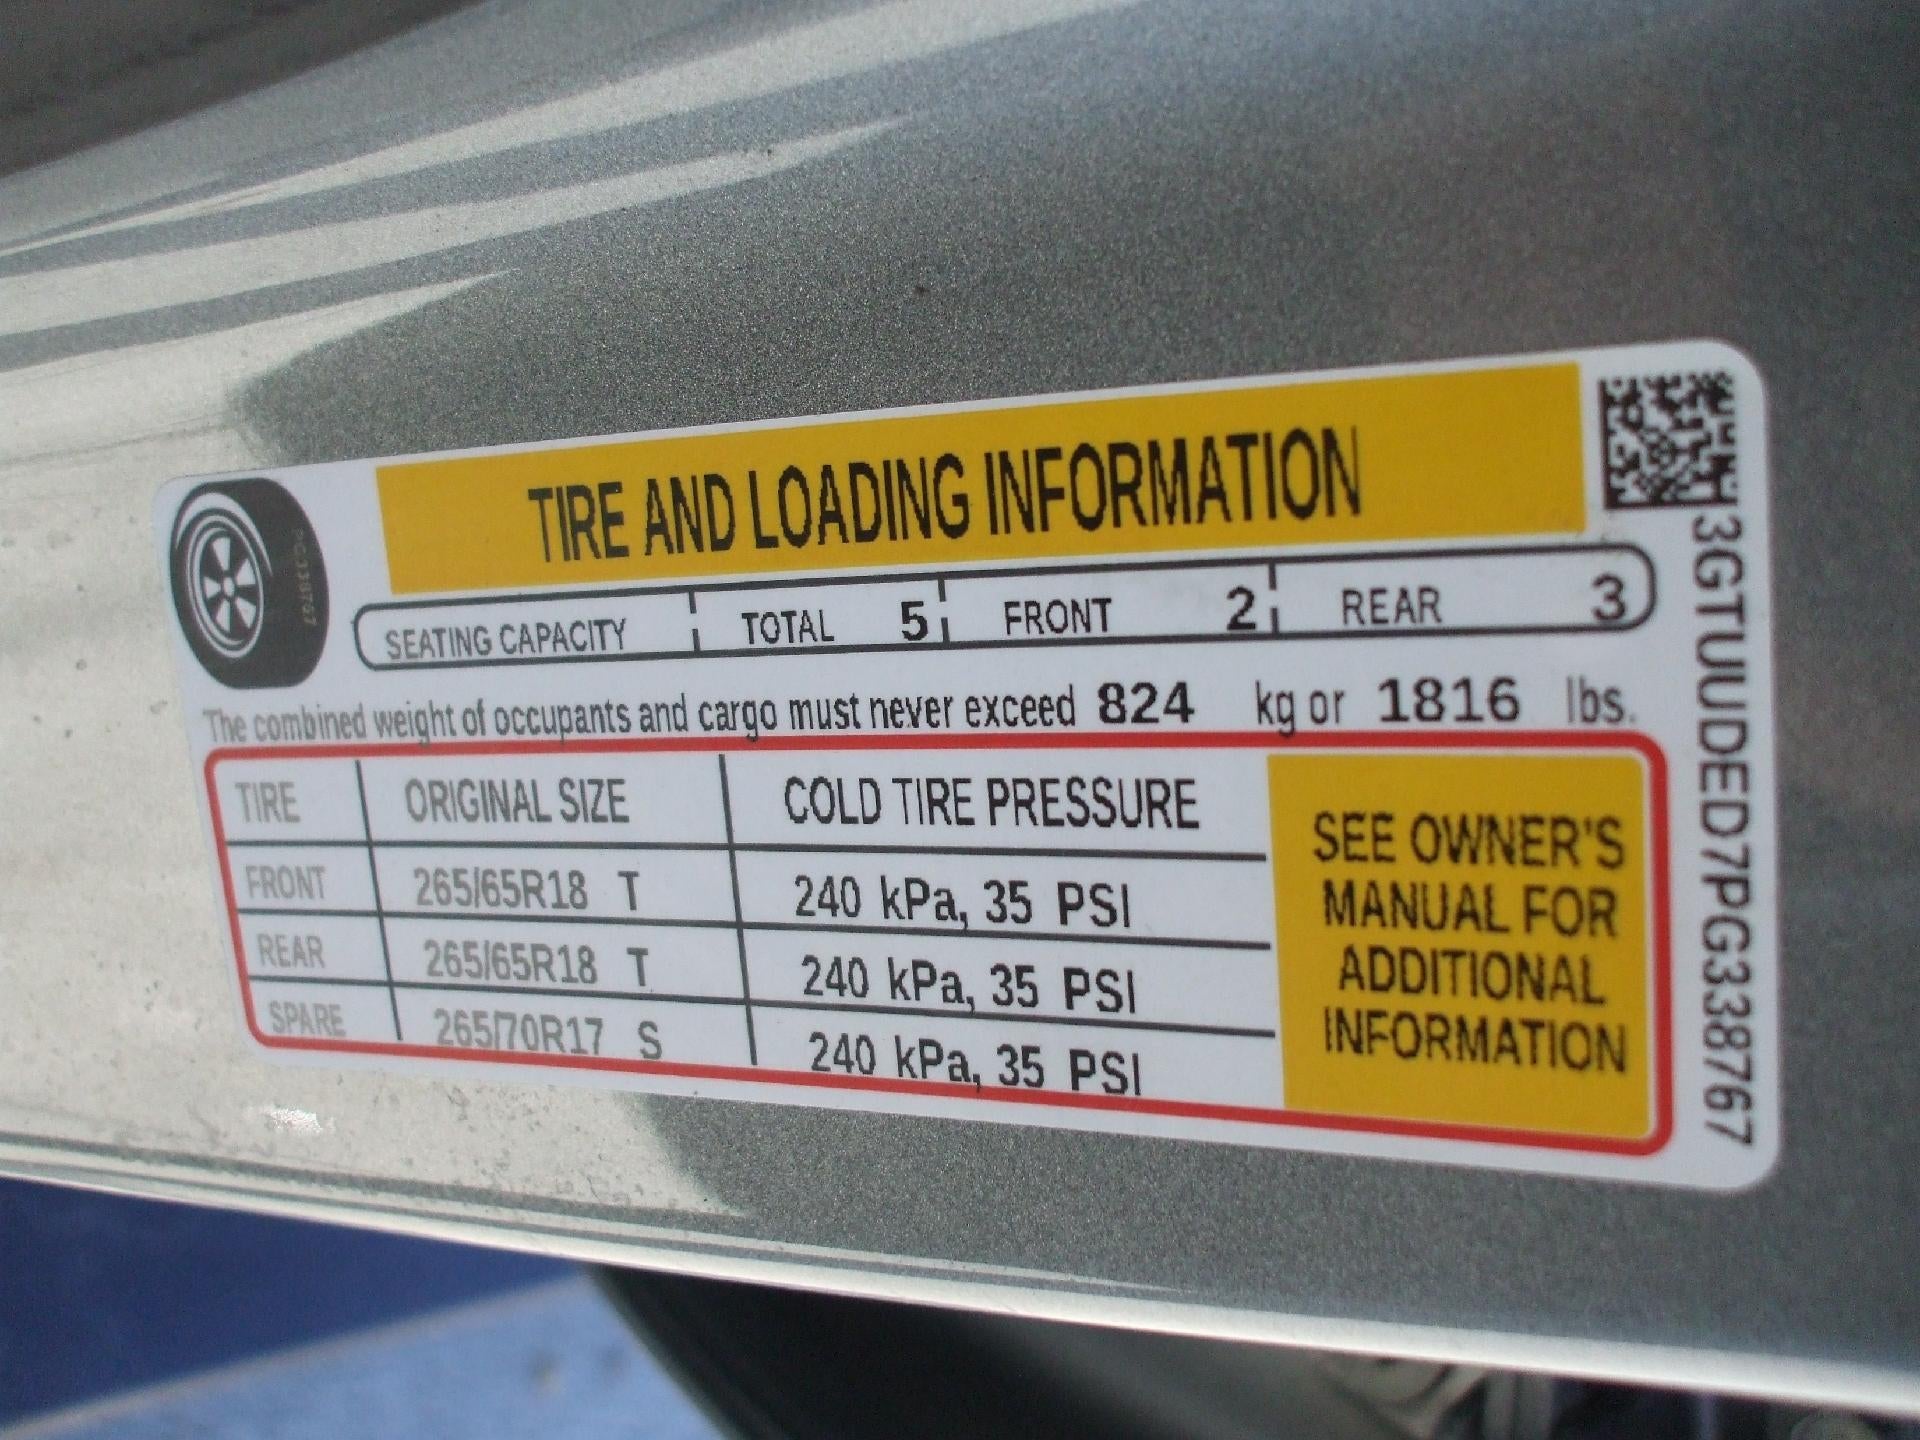 TIRE AND LOADING INFORMATION
SEATING CAPACITY TOTAL 5 FRONT 2 REAR 3
The combined weight of occupants and cargo must never exceed 824 kg or 1816 lbs.
TIRE ORIGINAL SIZE COLD TIRE PRESSURE
FRONT 265/65R18 T 240 kPa, 35 PSI
REAR 265/65R18 T 240 kPa, 35 PSI
SPARE 265/70R17 S 240 kPa, 35 PSI
SEE OWNER'S
MANUAL FOR
ADDITIONAL
INFORMATION
3GTUUDED7PG338767
PG338767